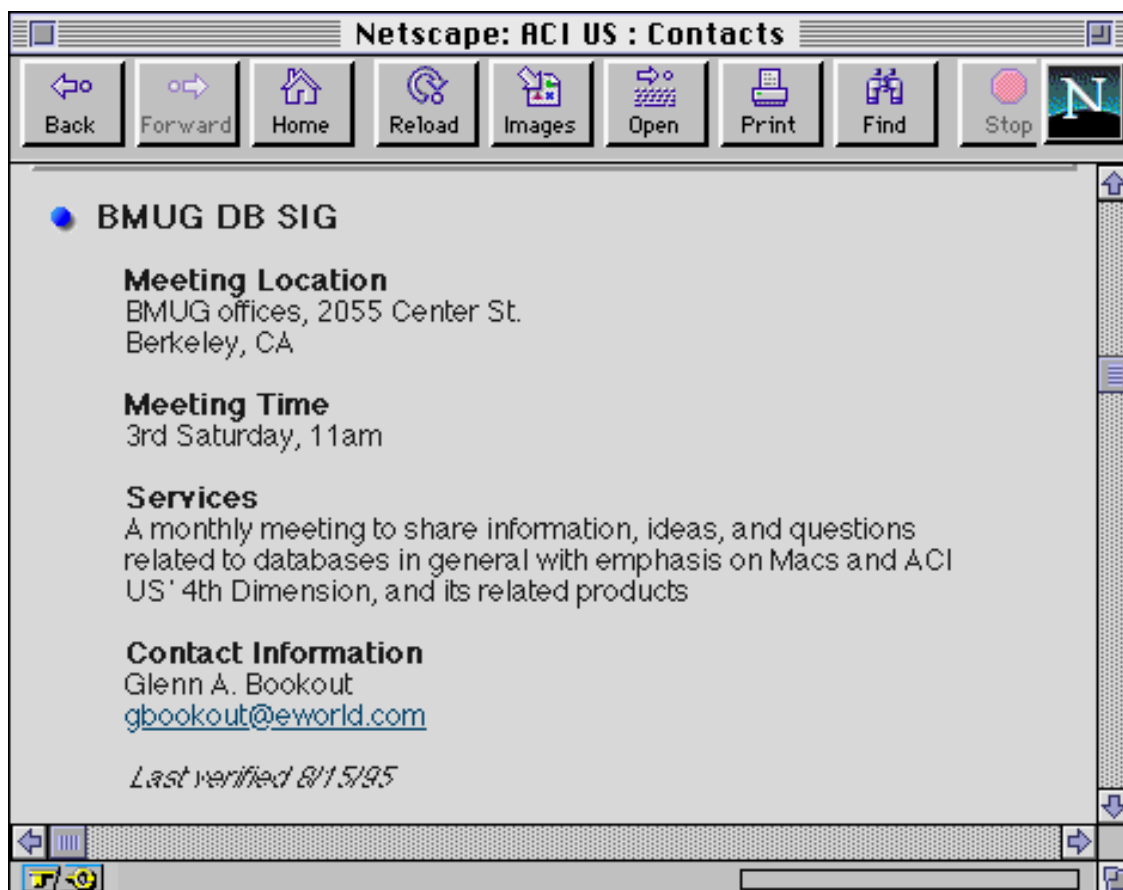 Netscape: ACI US : Contacts
Back Forward Home Reload Images Open Print Find Stop N
BMUG DB SIG
Meeting Location
BMUG offices, 2055 Center St.
Berkeley, CA
Meeting Time
3rd Saturday, 11am
Services
A monthly meeting to share information, ideas, and questions
related to databases in general with emphasis on Macs and ACI
US' 4th Dimension, and its related products
Contact Information
Glenn A. Bookout
gbookout@eworld.com
Last verified 8/15/95